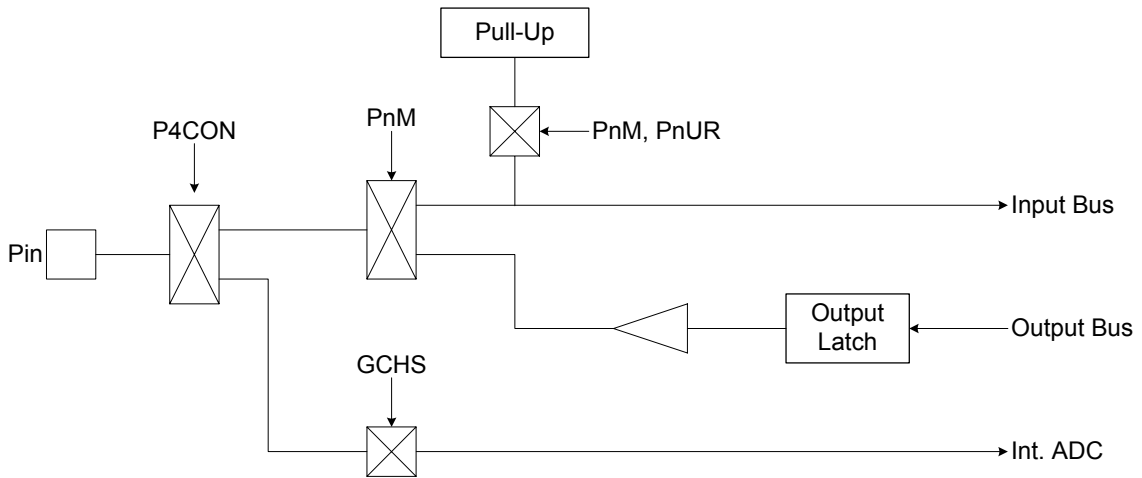 Pull-Up
PnM
PnM, PnUR
P4CON
Input Bus
Pin
Output
Latch
Output Bus
GCHS
Int. ADC